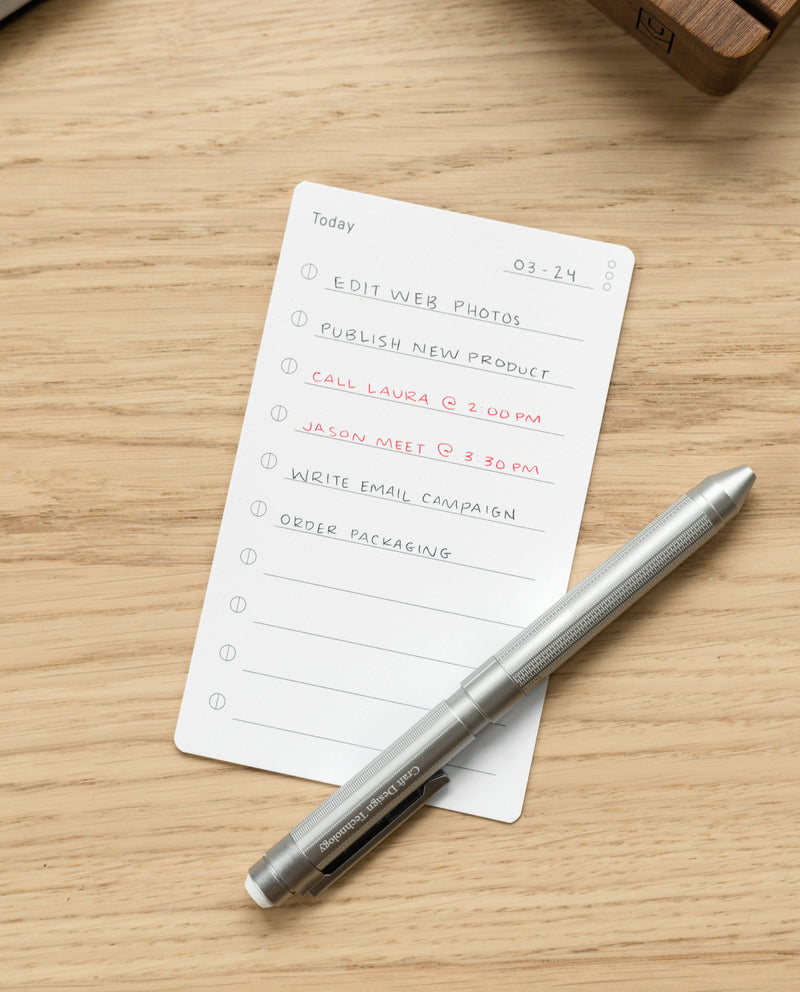 Today
03-24
EDIT WEB PHOTOS
PUBLISH NEW PRODUCT
CALL LAURA @ 2:00 PM
JASON MEET @ 3:30 PM
WRITE EMAIL CAMPAIGN
ORDER PACKAGING
Craft Design Technology